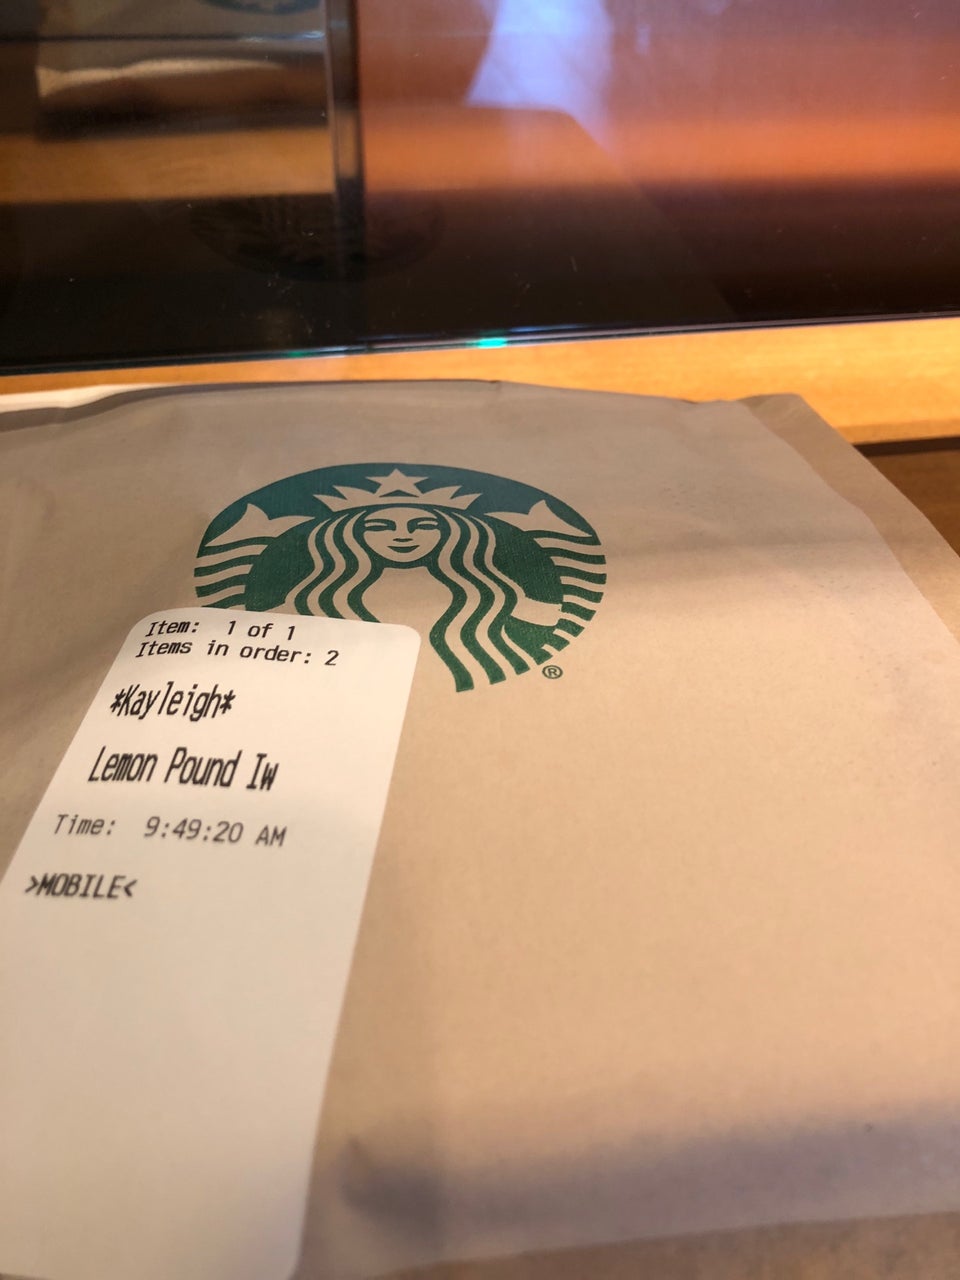 ®
Item: 1 of 1
Items in order: 2
*Kayleigh*
Lemon Pound Iw
Time: 9:49:20 AM
>MOBILE<